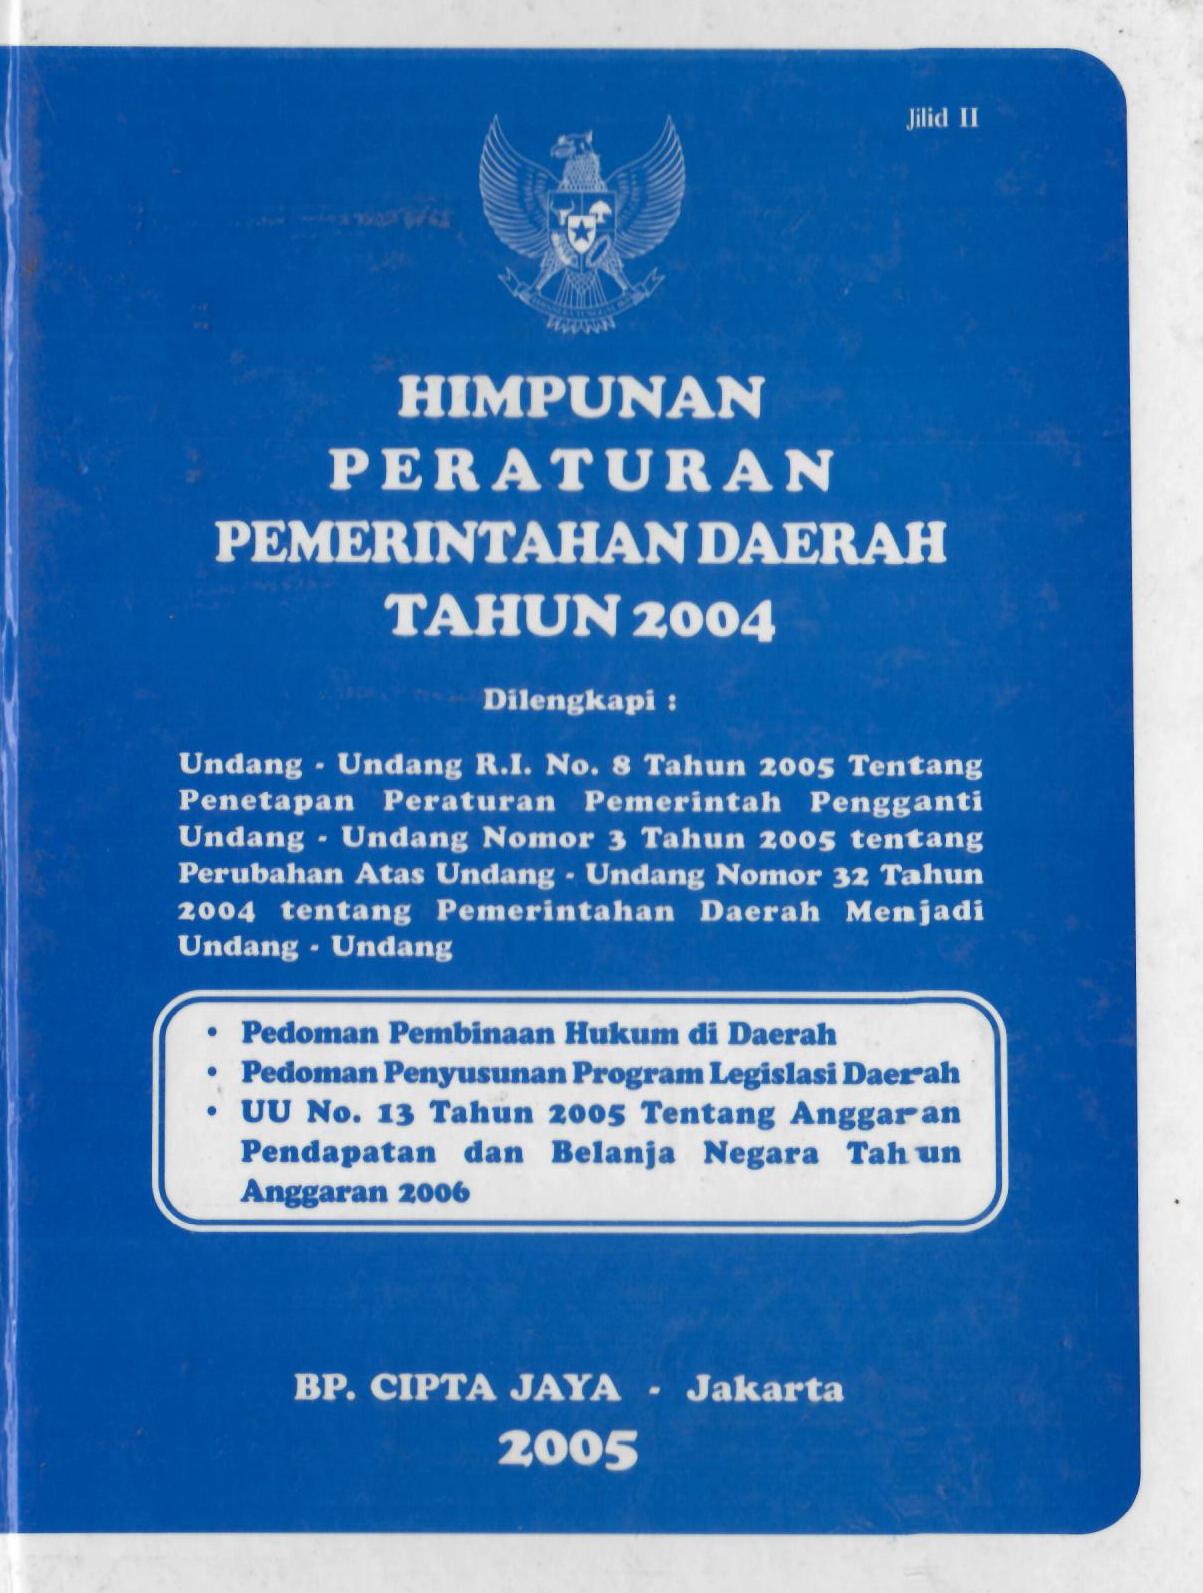 Jilid II
HIMPUNAN
PERATURAN
PEMERINTAHAN DAERAH
TAHUN 2004
Dilengkapi :
Undang - Undang R.I. No. 8 Tahun 2005 Tentang
Penetapan Peraturan Pemerintah Pengganti
Undang - Undang Nomor 3 Tahun 2005 tentang
Perubahan Atas Undang - Undang Nomor 32 Tahun
2004 tentang Pemerintahan Daerah Menjadi
Undang - Undang
• Pedoman Pembinaan Hukum di Daerah
• Pedoman Penyusunan Program Legislasi Daerah
• UU No. 13 Tahun 2005 Tentang Anggaran
Pendapatan dan Belanja Negara Tahun
Anggaran 2006
BP. CIPTA JAYA - Jakarta
2005